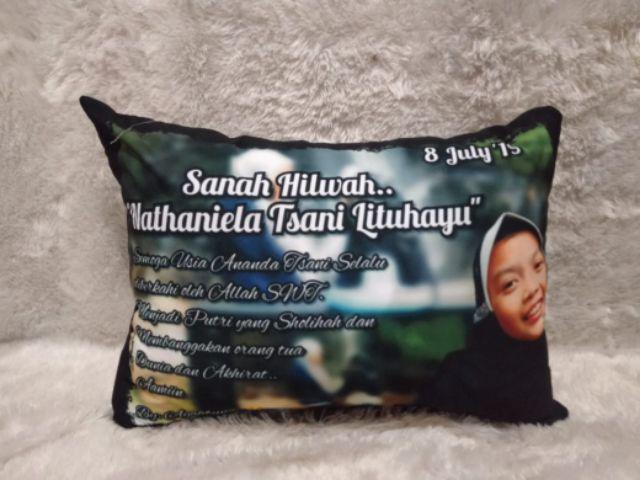 8 July'19
Sanah Hilwah..
"Nathaniela Tsani Lituhayu"
Semoga Usia Ananda Tsani Selalu
diberkahi oleh Allah SWT.
Menjadi Putri yang Sholihah dan
Membanggakan orang tua
Dunia dan Akhirat..
Aamiin